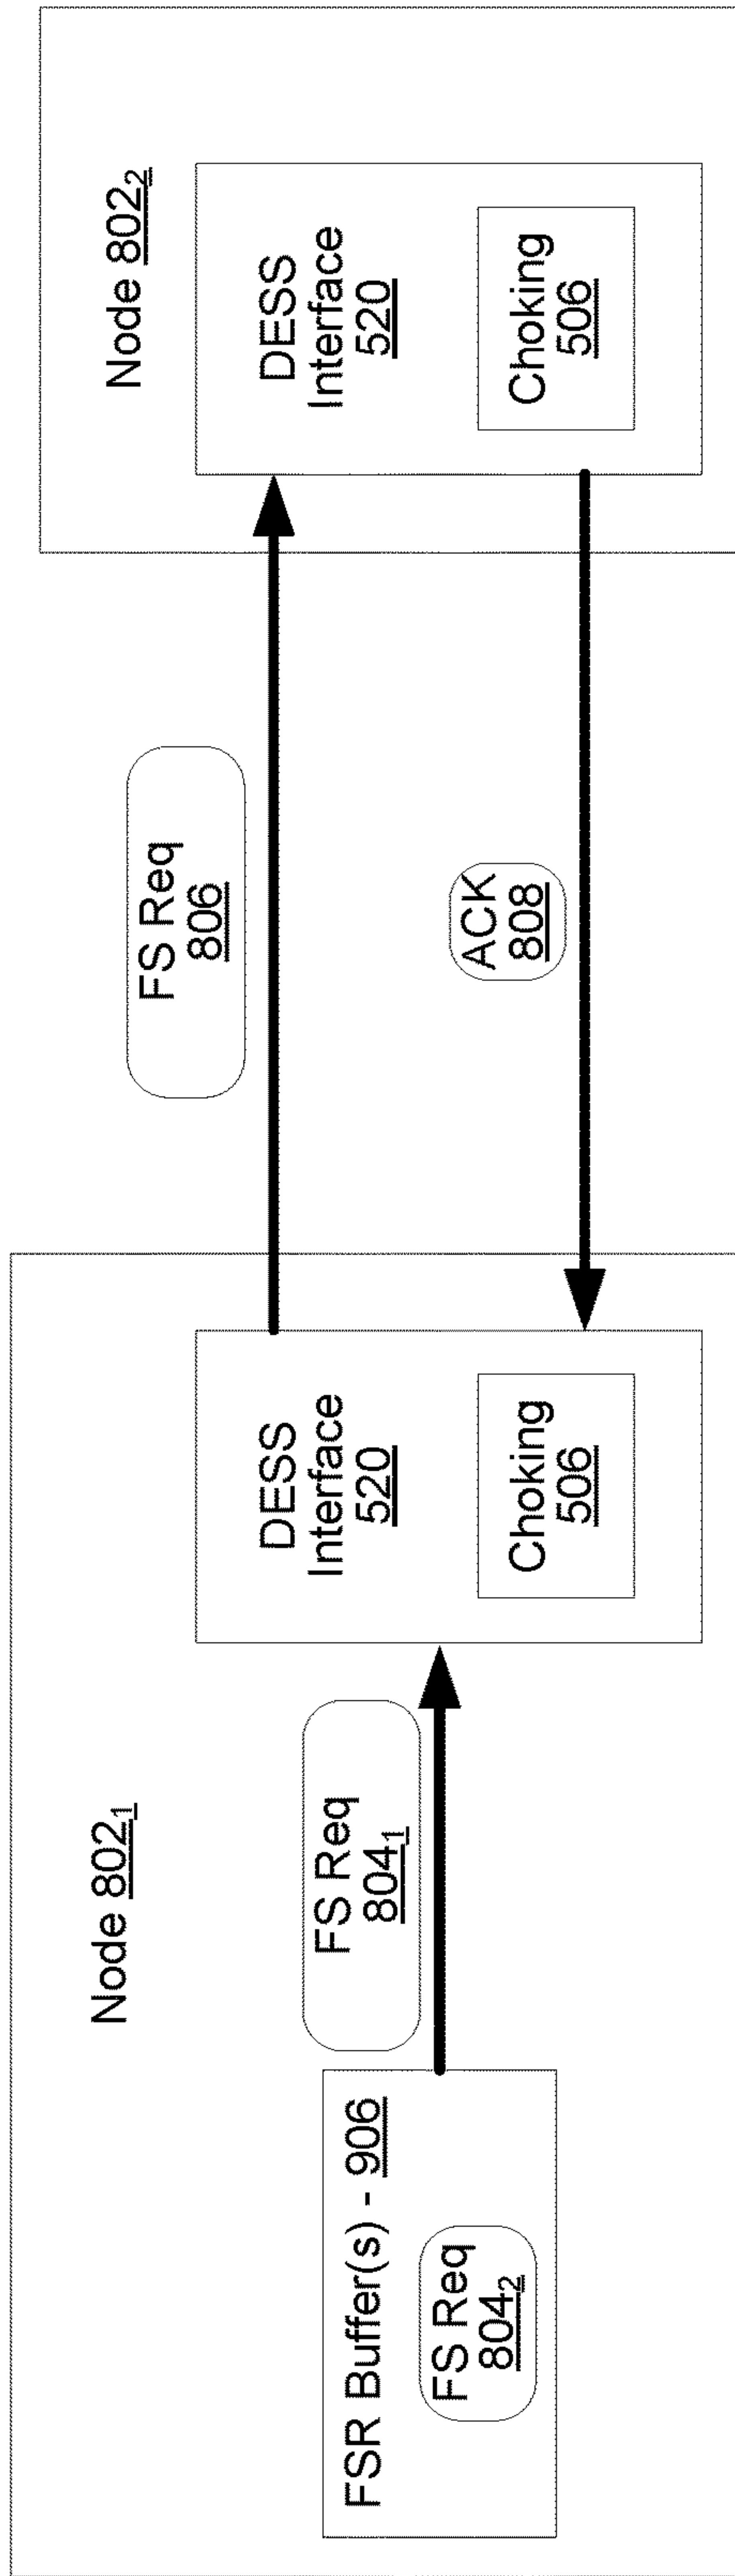 Node 802₁
FSR Buffer(s) - 906
FS Req
804₂
FS Req
804₁
DESS
Interface
520
Choking
506
FS Req
806
ACK
808
Node 802₂
DESS
Interface
520
Choking
506